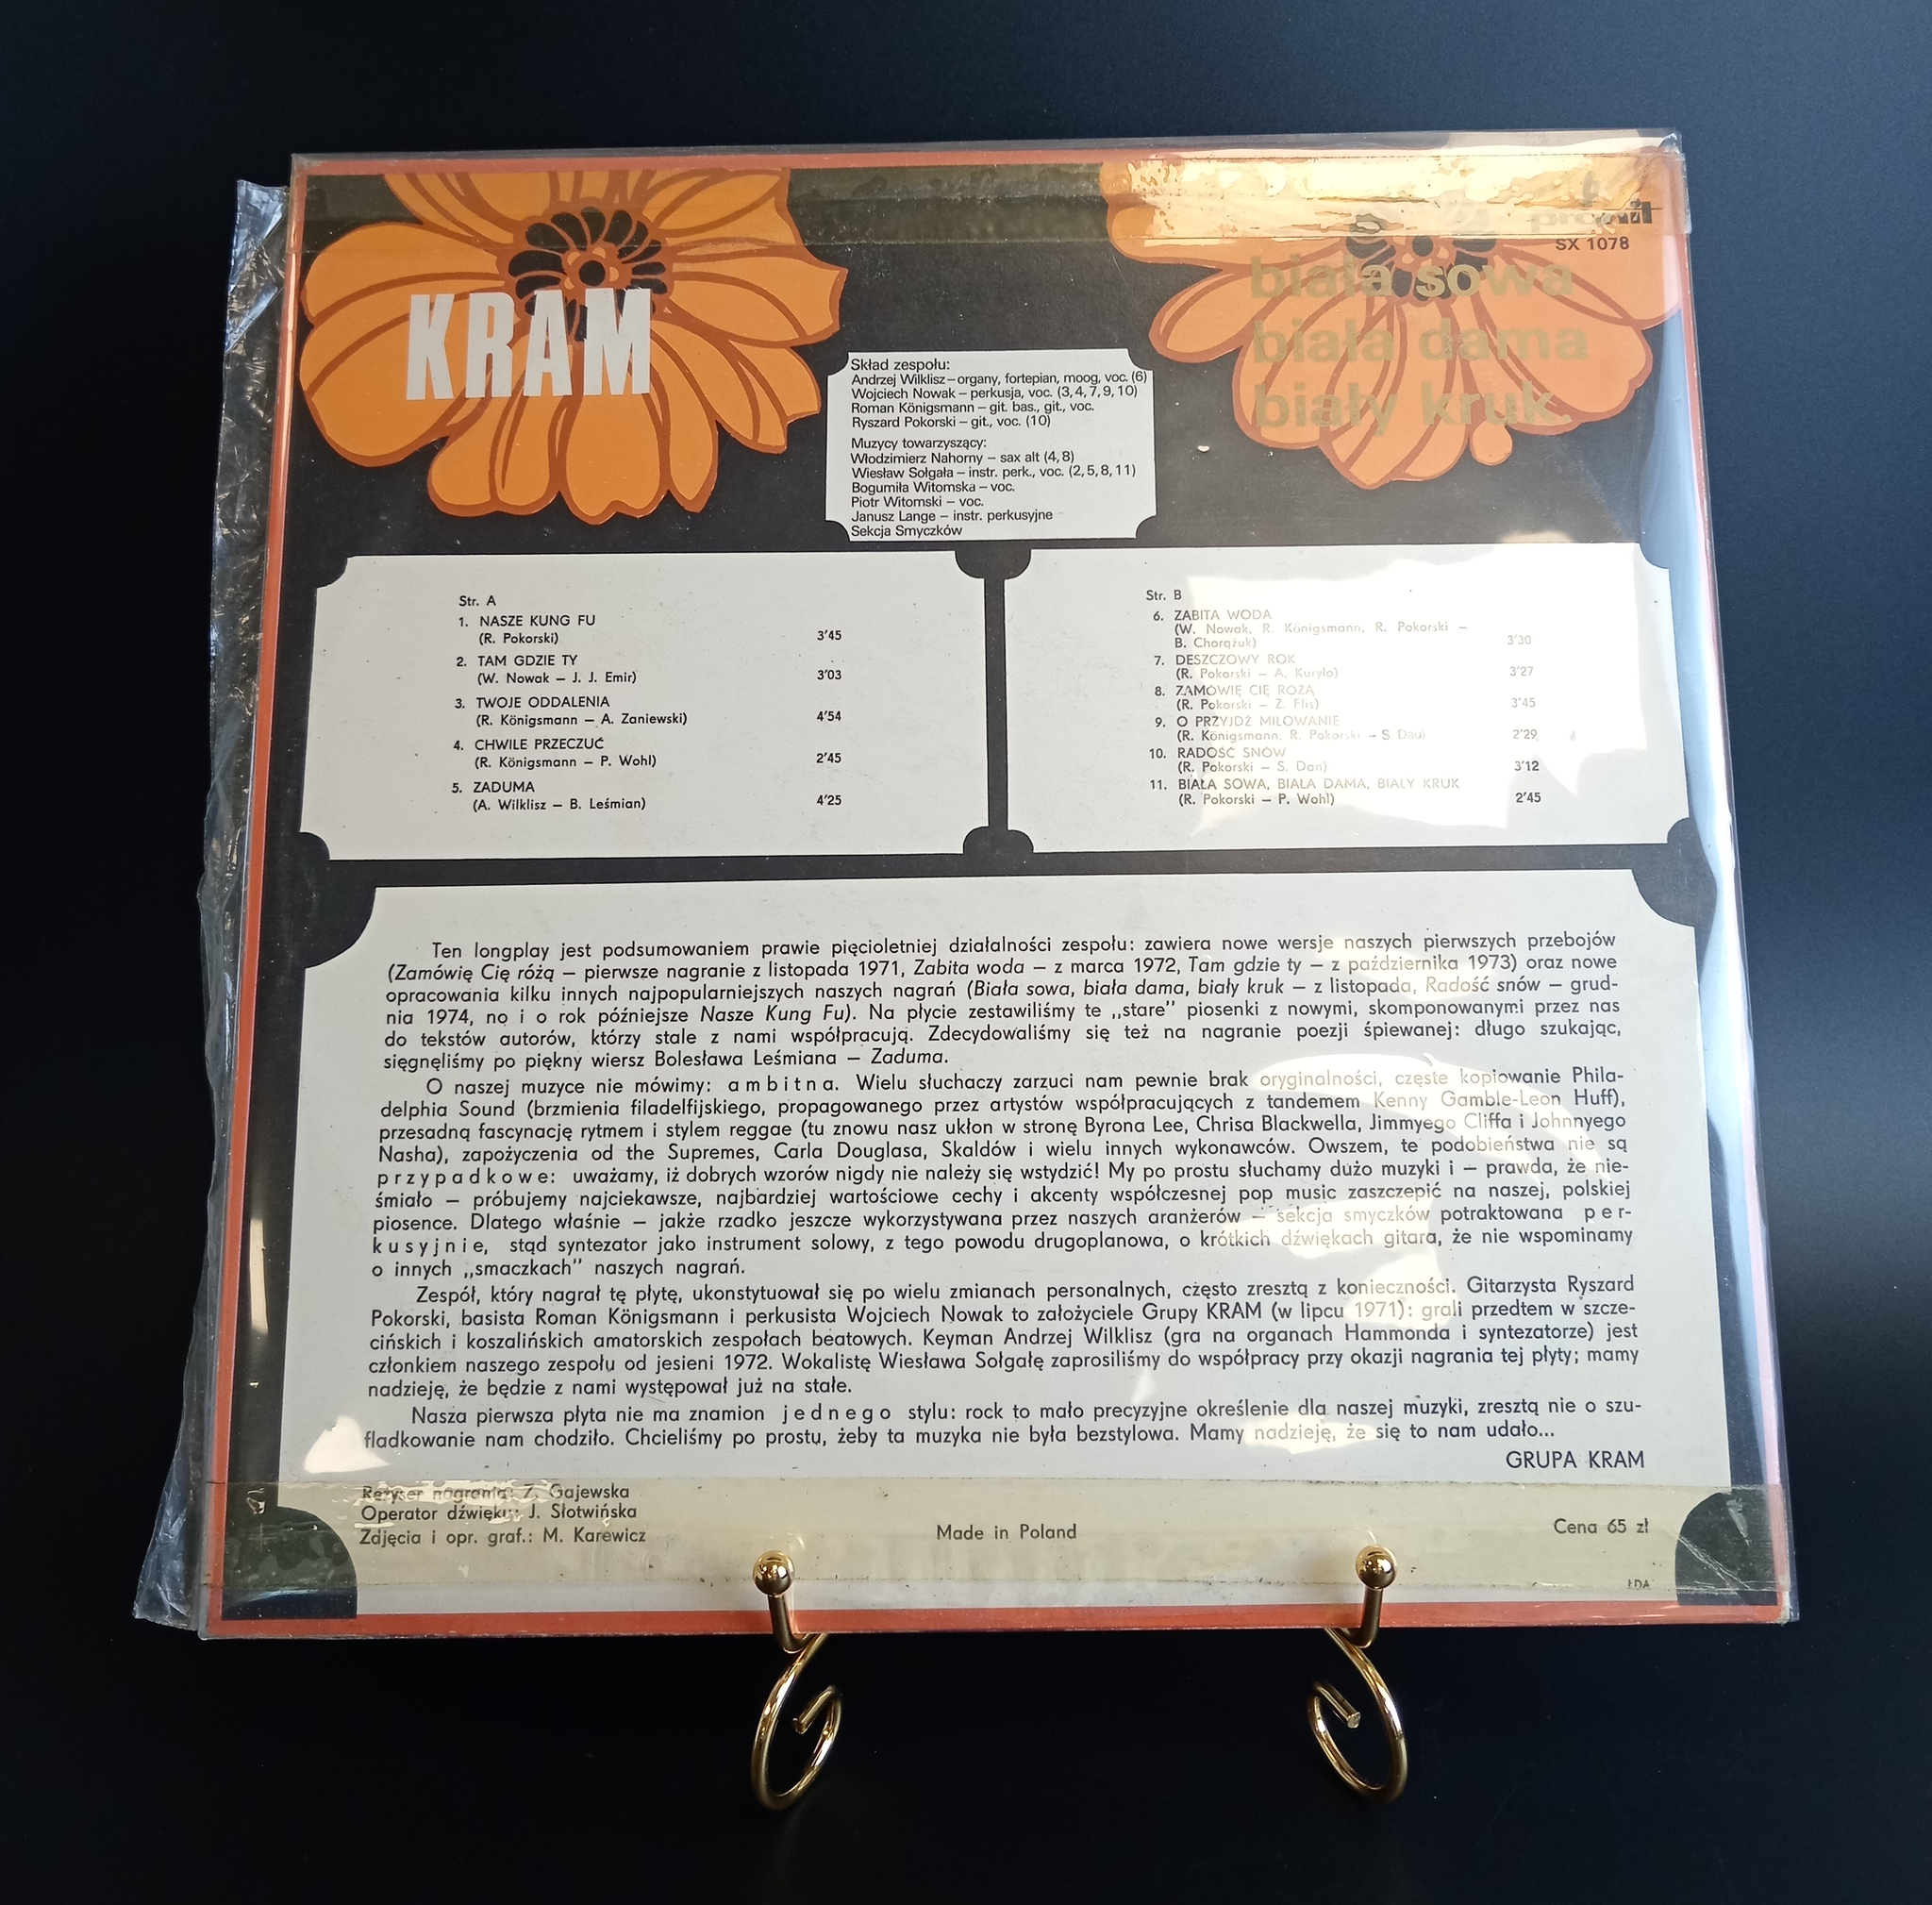 KRAM
pronit
SX 1078
biała sowa
biała dama
biały kruk
Skład zespołu:
Andrzej Wilklisz – organy, fortepian, moog, voc. (6)
Wojciech Nowak – perkusja, voc. (3, 4, 7, 9, 10)
Roman Königsmann – git. bas., git., voc.
Ryszard Pokorski – git., voc. (10)
Muzycy towarzyszący:
Włodzimierz Nahorny – sax alt (4, 8)
Wiesław Sołgała – instr. perk., voc. (2, 5, 8, 11)
Bogumiła Witomska – voc.
Piotr Witomski – voc.
Janusz Lange – instr. perkusyjne
Sekcja Smyczków
Str. A
1. NASZE KUNG FU
(R. Pokorski) 3'45
2. TAM GDZIE TY
(W. Nowak – J. J. Emir) 3'03
3. TWOJE ODDALENIA
(R. Königsmann – A. Zaniewski) 4'54
4. CHWILE PRZECZUĆ
(R. Königsmann – P. Wohl) 2'45
5. ZADUMA
(A. Wilklisz – B. Leśmian) 4'25
Str. B
6. ZABITA WODA
(W. Nowak, R. Königsmann, R. Pokorski –
B. Chorążuk) 3'30
7. DESZCZOWY ROK
(R. Pokorski – A. Kuryło) 3'27
8. ZAMÓWIĘ CIĘ RÓŻĄ
(R. Pokorski – Z. Flis) 3'45
9. O PRZYJDŹ MIŁOWANIE
(R. Königsmann, R. Pokorski – S. Dau) 2'29
10. RADOŚĆ SNÓW
(R. Pokorski – S. Dan) 3'12
11. BIAŁA SOWA, BIAŁA DAMA, BIAŁY KRUK
(R. Pokorski – P. Wohl) 2'45
Ten longplay jest podsumowaniem prawie pięcioletniej działalności zespołu: zawiera nowe wersje naszych pierwszych przebojów
(Zamówię Cię różą – pierwsze nagranie z listopada 1971, Zabita woda – z marca 1972, Tam gdzie ty – z października 1973) oraz nowe
opracowania kilku innych najpopularniejszych naszych nagrań (Biała sowa, biała dama, biały kruk – z listopada, Radość snów – grud-
nia 1974, no i o rok późniejsze Nasze Kung Fu). Na płycie zestawiliśmy te „stare” piosenki z nowymi, skomponowanymi przez nas
do tekstów autorów, którzy stale z nami współpracują. Zdecydowaliśmy się też na nagranie poezji śpiewanej: długo szukając,
sięgnęliśmy po piękny wiersz Bolesława Leśmiana – Zaduma.
O naszej muzyce nie mówimy: ambitna. Wielu słuchaczy zarzuci nam pewnie brak oryginalności, częste kopiowanie Phila-
delphia Sound (brzmienia filadelfijskiego, propagowanego przez artystów współpracujących z tandemem Kenny Gamble-Leon Huff),
przesadną fascynację rytmem i stylem reggae (tu znowu nasz ukłon w stronę Byrona Lee, Chrisa Blackwella, Jimmyego Cliffa i Johnnyego
Nasha), zapożyczenia od the Supremes, Carla Douglasa, Skaldów i wielu innych wykonawców. Owszem, te podobieństwa nie są
przypadkowe: uważamy, iż dobrych wzorów nigdy nie należy się wstydzić! My po prostu słuchamy dużo muzyki i – prawda, że nie-
śmiało – próbujemy najciekawsze, najbardziej wartościowe cechy i akcenty współczesnej pop music zaszczepić na naszej, polskiej
piosence. Dlatego właśnie – jakże rzadko jeszcze wykorzystywana przez naszych aranżerów – sekcja smyczków potraktowana per-
kusyjnie, stąd syntezator jako instrument solowy, z tego powodu drugoplanowa, o krótkich dźwiękach gitara, że nie wspominamy
o innych „smaczkach” naszych nagrań.
Zespół, który nagrał tę płytę, ukonstytuował się po wielu zmianach personalnych, często zresztą z konieczności. Gitarzysta Ryszard
Pokorski, basista Roman Königsmann i perkusista Wojciech Nowak to założyciele Grupy KRAM (w lipcu 1971): grali przedtem w szcze-
cińskich i koszalińskich amatorskich zespołach beatowych. Keyman Andrzej Wilklisz (gra na organach Hammonda i syntezatorze) jest
członkiem naszego zespołu od jesieni 1972. Wokalistę Wiesława Sołgałę zaprosiliśmy do współpracy przy okazji nagrania tej płyty; mamy
nadzieję, że będzie z nami występował już na stałe.
Nasza pierwsza płyta nie ma znamion jednego stylu: rock to mało precyzyjne określenie dla naszej muzyki, zresztą nie o szu-
fladkowanie nam chodziło. Chcieliśmy po prostu, żeby ta muzyka nie była bezstylowa. Mamy nadzieję, że się to nam udało...
GRUPA KRAM
Reżyser nagrania: Z. Gajewska
Operator dźwięku: J. Słotwińska
Zdjęcia i opr. graf.: M. Karewicz
Made in Poland
Cena 65 zł
ŁDA